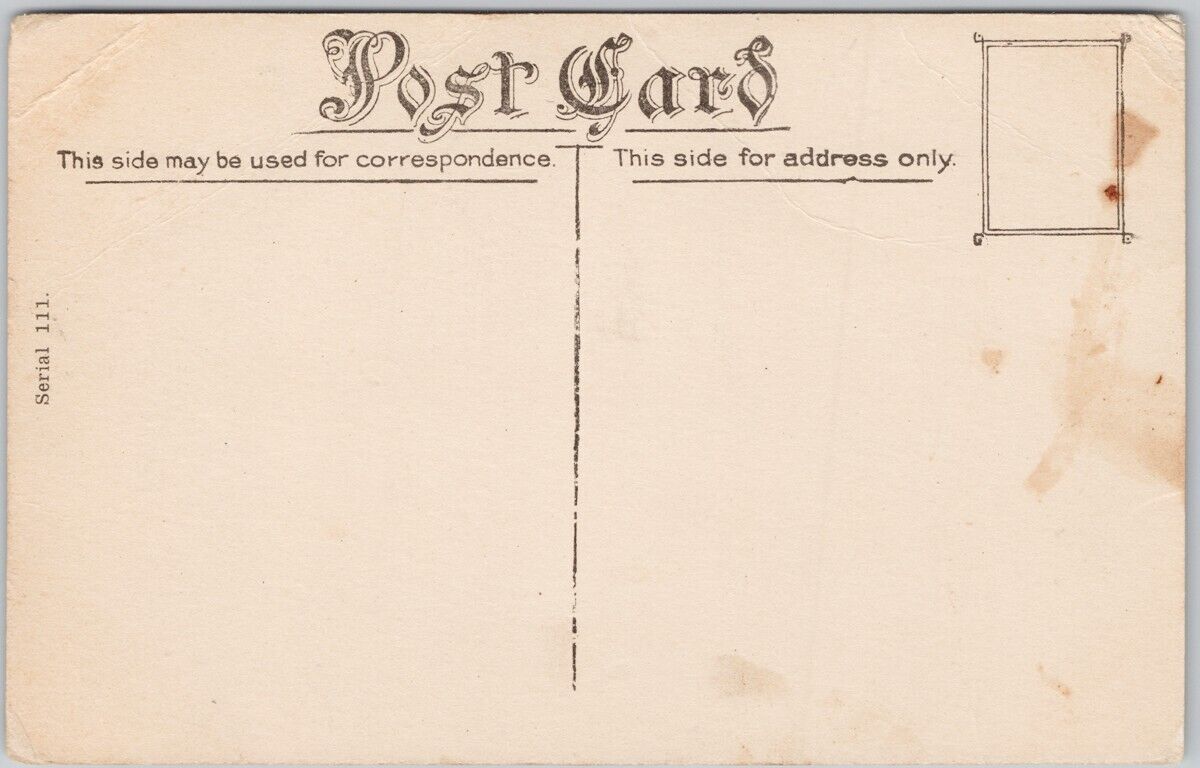 Post Card
This side may be used for correspondence.
This side for address only.
Serial 111.